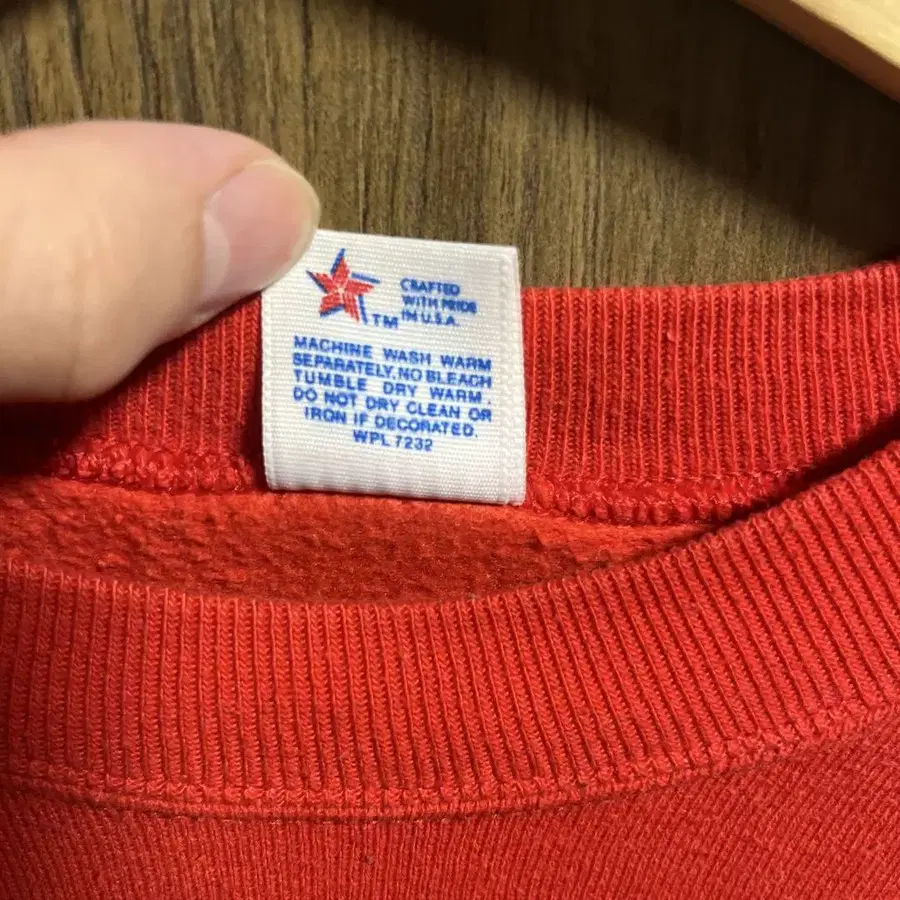 CRAFTED
WITH PRIDE
IN U.S.A.
TM
MACHINE WASH WARM
SEPARATELY, NO BLEACH
TUMBLE DRY WARM.
DO NOT DRY CLEAN OR
IRON IF DECORATED.
WPL 7232